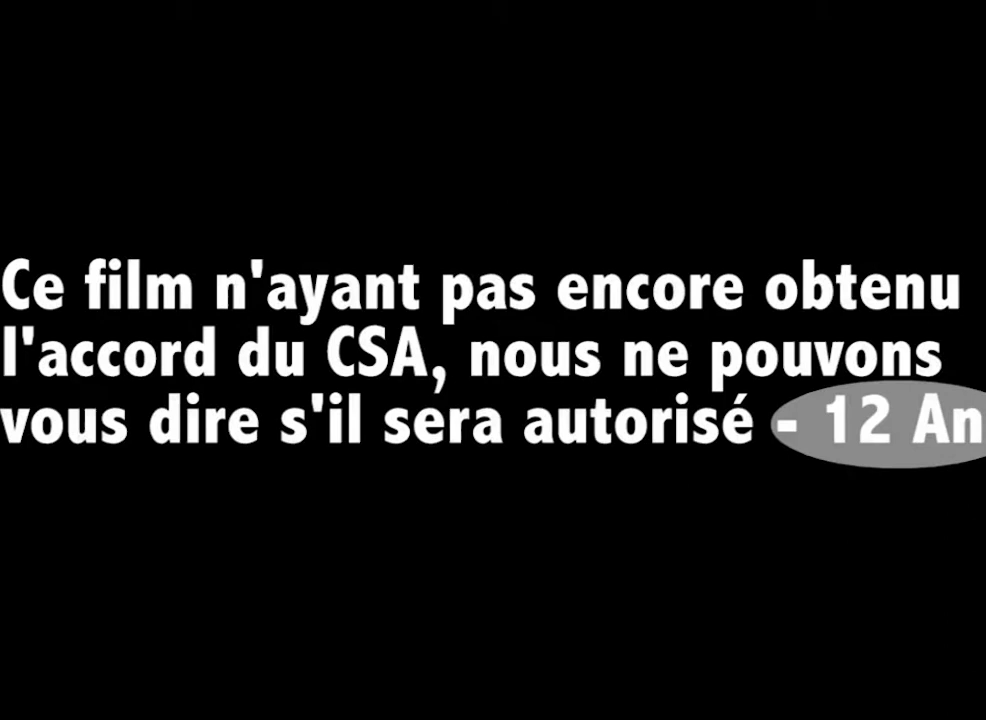 Ce film n'ayant pas encore obtenu
l'accord du CSA, nous ne pouvons
vous dire s'il sera autorisé - 12 An